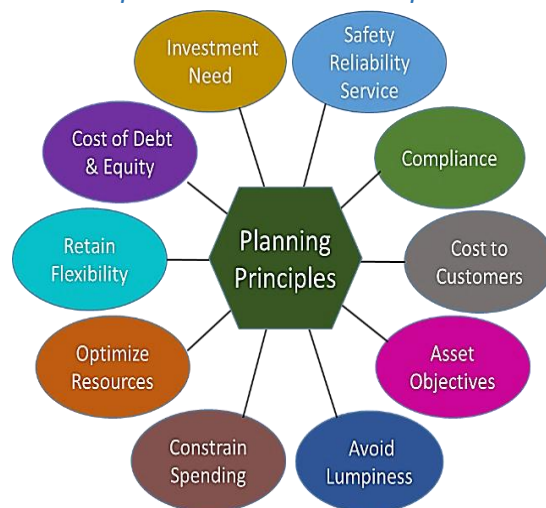 Investment
Need
Safety
Reliability
Service
Cost of Debt
& Equity
Compliance
Retain
Flexibility
Planning
Principles
Cost to
Customers
Optimize
Resources
Asset
Objectives
Constrain
Spending
Avoid
Lumpiness